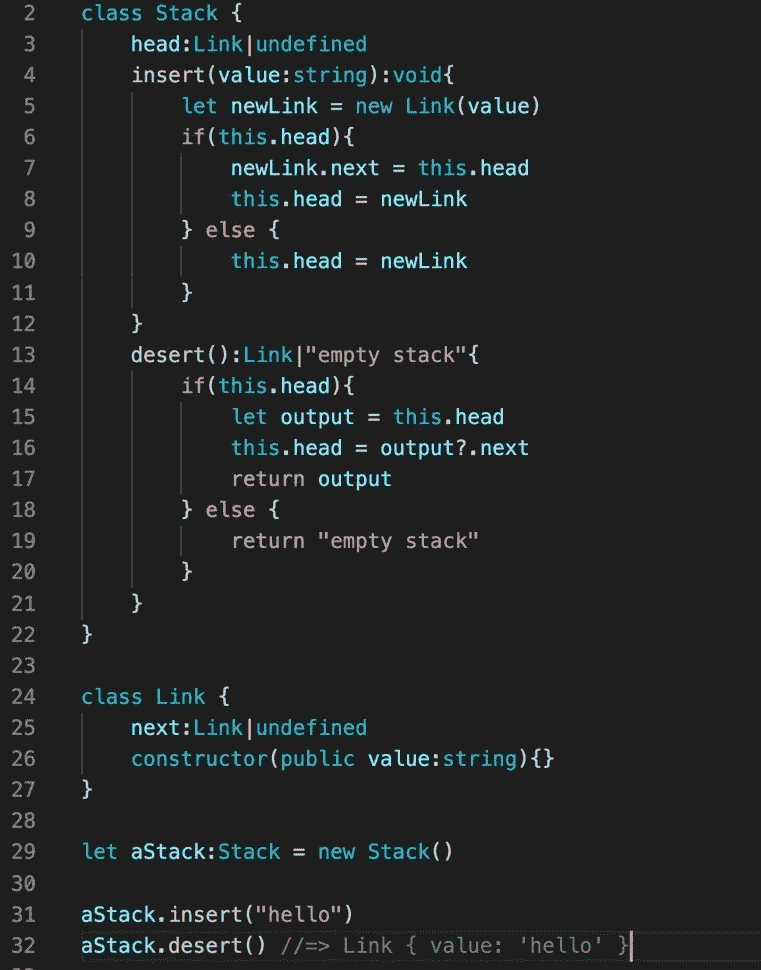 2 class Stack {
3 head:Link|undefined
4 insert(value:string):void{
5 let newLink = new Link(value)
6 if(this.head){
7 newLink.next = this.head
8 this.head = newLink
9 } else {
10 this.head = newLink
11 }
12 }
13 desert():Link|"empty stack"{
14 if(this.head){
15 let output = this.head
16 this.head = output?.next
17 return output
18 } else {
19 return "empty stack"
20 }
21 }
22 }
23
24 class Link {
25 next:Link|undefined
26 constructor(public value:string){}
27 }
28
29 let aStack:Stack = new Stack()
30
31 aStack.insert("hello")
32 aStack.desert() //=> Link { value: 'hello' }